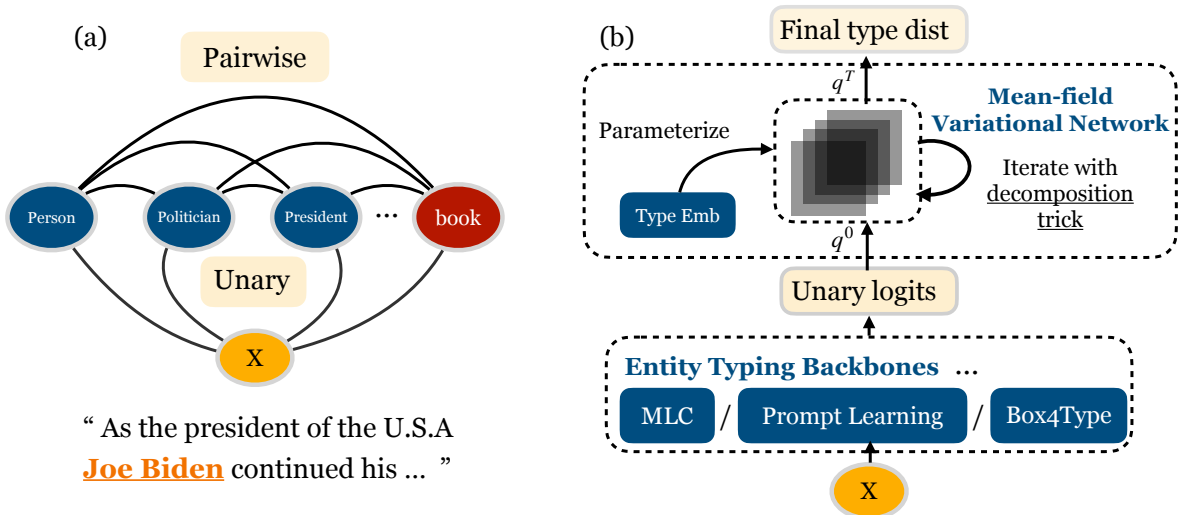 (a)
Pairwise
Person
Politician
President
...
book
Unary
X
“ As the president of the U.S.A
Joe Biden continued his ... ”
(b)
Final type dist
q^T
Mean-field
Variational Network
Parameterize
Type Emb
Iterate with
decomposition
trick
q^0
Unary logits
Entity Typing Backbones ...
MLC / Prompt Learning / Box4Type
X